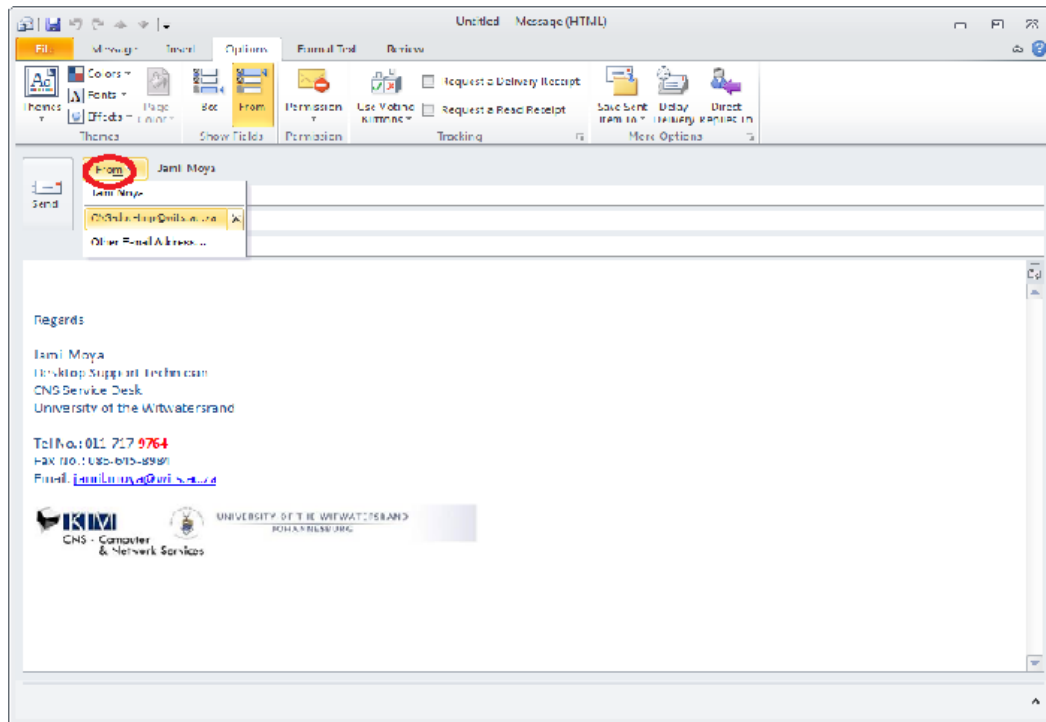 Untitled Message (HTML)
File Message Insert Options Format Text Review
Themes Colors Fonts Effects Page Color Bcc From Permission Use Voting Buttons Request a Delivery Receipt Request a Read Receipt Save Sent Item To Delay Delivery Direct Replies To
Themes Show Fields Permission Tracking More Options
From Jami Moya
Send
Jami Moya
Other E-mail Address...
Regards
Jami Moya
Desktop Support Technician
CNS Service Desk
University of the Witwatersrand
Tel No.: 011 717 9764
Fax No.:
Email:
KIM
CNS - Computer
& Network Services
UNIVERSITY OF THE WITWATERSRAND
JOHANNESBURG